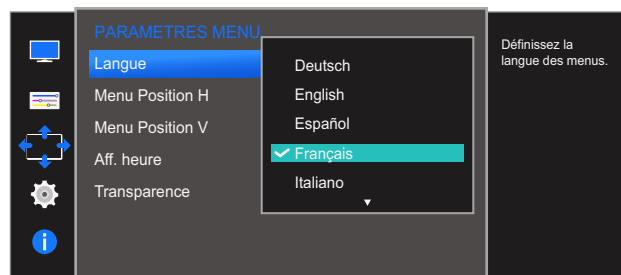 PARAMETRES MENU
Langue
Menu Position H
Menu Position V
Aff. heure
Transparence
Deutsch
English
Español
Français
Italiano
Définissez la
langue des menus.